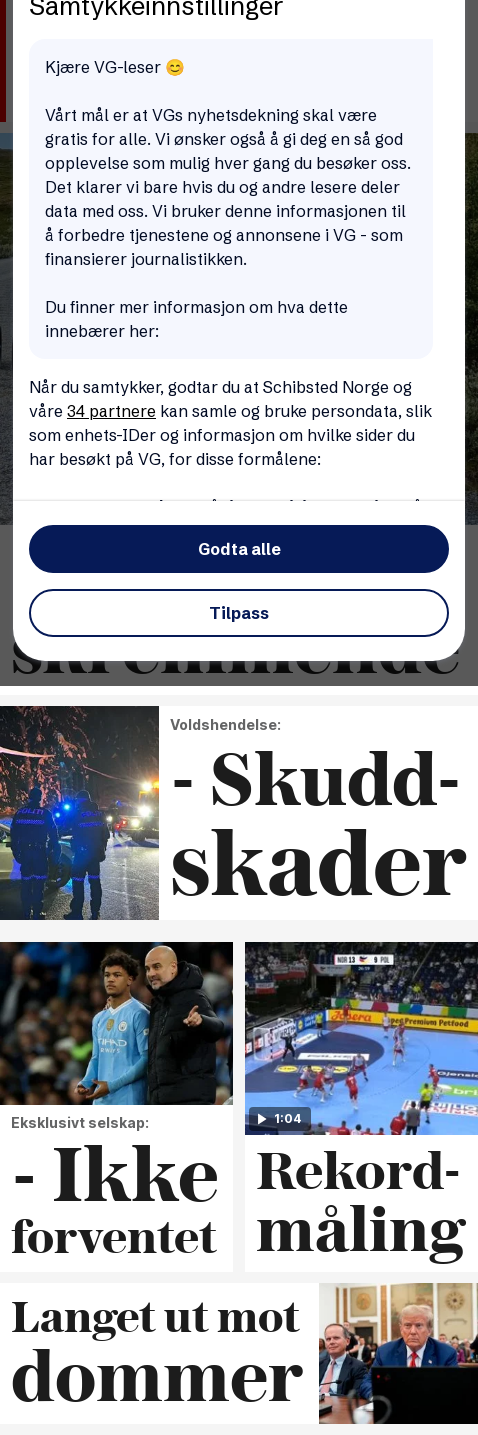 Samtykkeinnstillinger
Kjære VG-leser 😊
Vårt mål er at VGs nyhetsdekning skal være
gratis for alle. Vi ønsker også å gi deg en så god
opplevelse som mulig hver gang du besøker oss.
Det klarer vi bare hvis du og andre lesere deler
data med oss. Vi bruker denne informasjonen til
å forbedre tjenestene og annonsene i VG - som
finansierer journalistikken.
Du finner mer informasjon om hva dette
innebærer her:
Når du samtykker, godtar du at Schibsted Norge og
våre 34 partnere kan samle og bruke persondata, slik
som enhets-IDer og informasjon om hvilke sider du
har besøkt på VG, for disse formålene:
Godta alle
Tilpass
Voldshendelse:
- Skudd-
skader
POLITI
ETIHAD
AIRWAYS
NOR 13 9 POL
Josera
Premium Petfood
1:04
Eksklusivt selskap:
- Ikke
forventet
Rekord-
måling
Langet ut mot
dommer